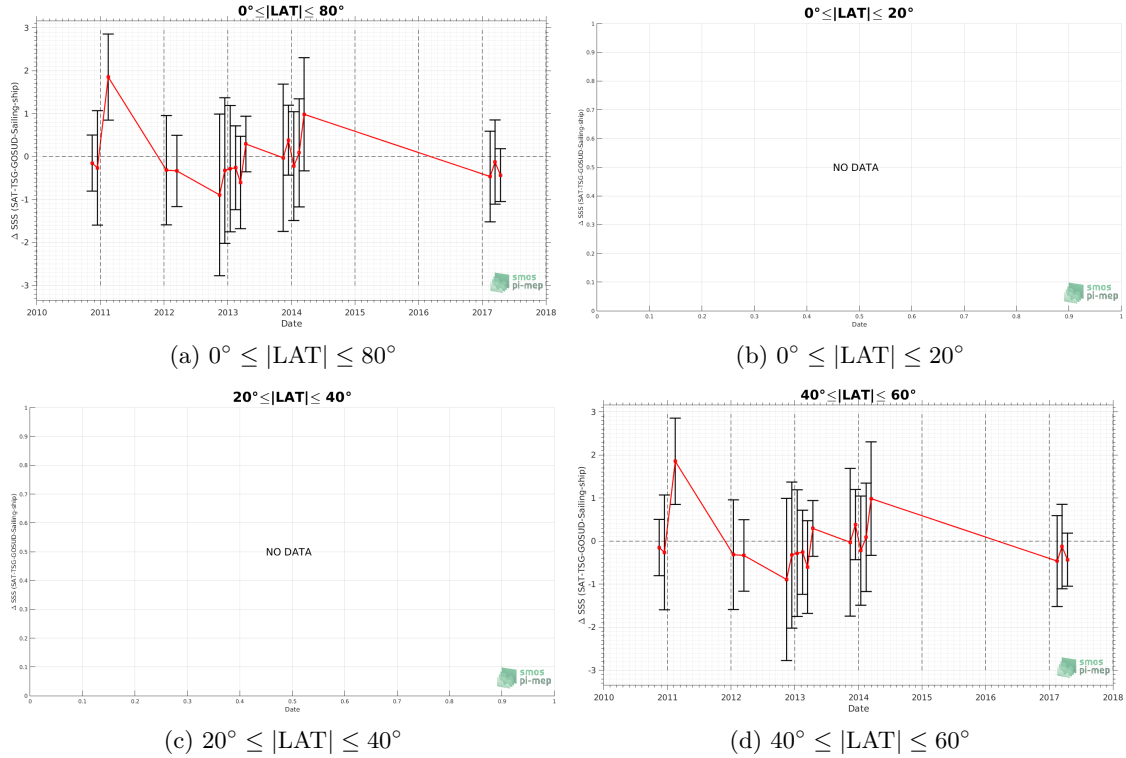 0°≤|LAT|≤ 80°
Δ SSS (SAT-TSG-GOSUD-Sailing-ship)
3
2
1
0
-1
-2
-3
2010 2011 2012 2013 2014 2015 2016 2017 2018
Date
smos
pi-mep
(a) 0° ≤ |LAT| ≤ 80°
0°≤|LAT|≤ 20°
Δ SSS (SAT-TSG-GOSUD-Sailing-ship)
1
0.9
0.8
0.7
0.6
0.5
0.4
0.3
0.2
0.1
0
NO DATA
0 0.1 0.2 0.3 0.4 0.5 0.6 0.7 0.8 0.9 1
Date
smos
pi-mep
(b) 0° ≤ |LAT| ≤ 20°
20°≤|LAT|≤ 40°
Δ SSS (SAT-TSG-GOSUD-Sailing-ship)
1
0.9
0.8
0.7
0.6
0.5
0.4
0.3
0.2
0.1
0
NO DATA
0 0.1 0.2 0.3 0.4 0.5 0.6 0.7 0.8 0.9 1
Date
smos
pi-mep
(c) 20° ≤ |LAT| ≤ 40°
40°≤|LAT|≤ 60°
Δ SSS (SAT-TSG-GOSUD-Sailing-ship)
3
2
1
0
-1
-2
-3
2010 2011 2012 2013 2014 2015 2016 2017 2018
Date
smos
pi-mep
(d) 40° ≤ |LAT| ≤ 60°